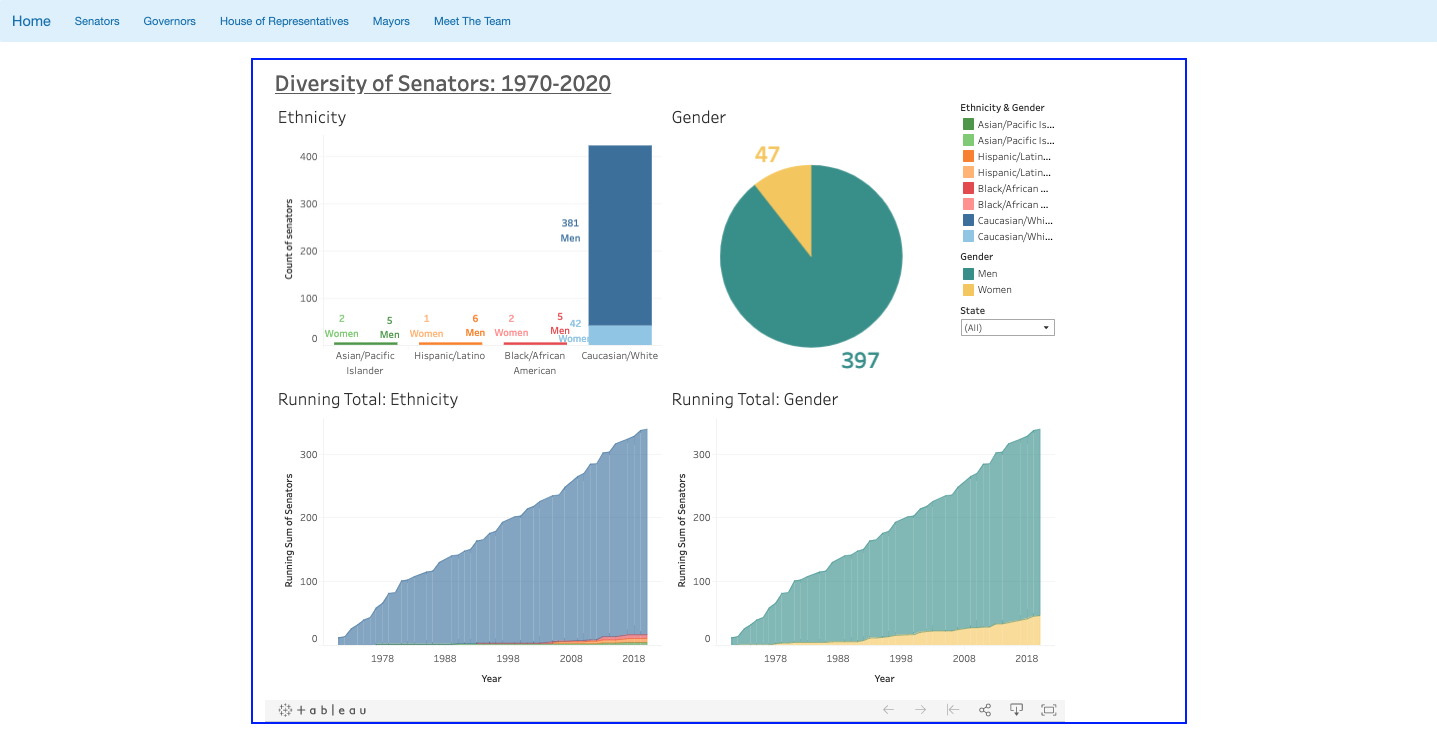 Home Senators Governors House of Representatives Mayors Meet The Team
Diversity of Senators: 1970-2020
Ethnicity
Count of senators
400
300
200
100
0
2
Women
5
Men
1
Women
6
Men
2
Women
5
Men
42
Women
381
Men
Asian/Pacific
Islander
Hispanic/Latino
Black/African
American
Caucasian/White
Gender
47
397
Ethnicity & Gender
Asian/Pacific Is...
Asian/Pacific Is...
Hispanic/Latin...
Hispanic/Latin...
Black/African ...
Black/African ...
Caucasian/Whi...
Caucasian/Whi...
Gender
Men
Women
State
(All)
Running Total: Ethnicity
Running Sum of Senators
300
200
100
0
1978 1988 1998 2008 2018
Year
Running Total: Gender
Running Sum of Senators
300
200
100
0
1978 1988 1998 2008 2018
Year
+ableau